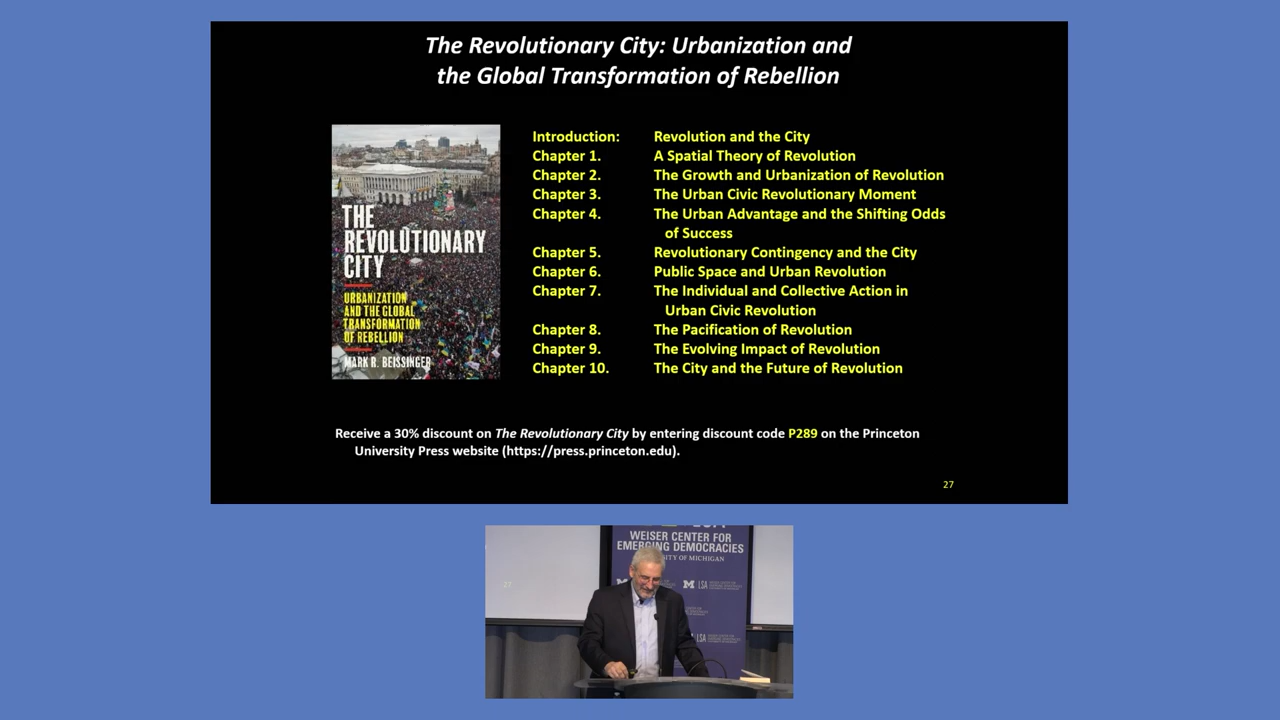 The Revolutionary City: Urbanization and
the Global Transformation of Rebellion
THE
REVOLUTIONARY
CITY
URBANIZATION
AND THE GLOBAL
TRANSFORMATION
OF REBELLION
MARK R. BEISSINGER
Introduction: Revolution and the City
Chapter 1. A Spatial Theory of Revolution
Chapter 2. The Growth and Urbanization of Revolution
Chapter 3. The Urban Civic Revolutionary Moment
Chapter 4. The Urban Advantage and the Shifting Odds
of Success
Chapter 5. Revolutionary Contingency and the City
Chapter 6. Public Space and Urban Revolution
Chapter 7. The Individual and Collective Action in
Urban Civic Revolution
Chapter 8. The Pacification of Revolution
Chapter 9. The Evolving Impact of Revolution
Chapter 10. The City and the Future of Revolution
Receive a 30% discount on The Revolutionary City by entering discount code P289 on the Princeton
University Press website (https://press.princeton.edu).
27
WEISER CENTER FOR
EMERGING DEMOCRACIES
OF MICHIGAN
27
M LSA
LSA